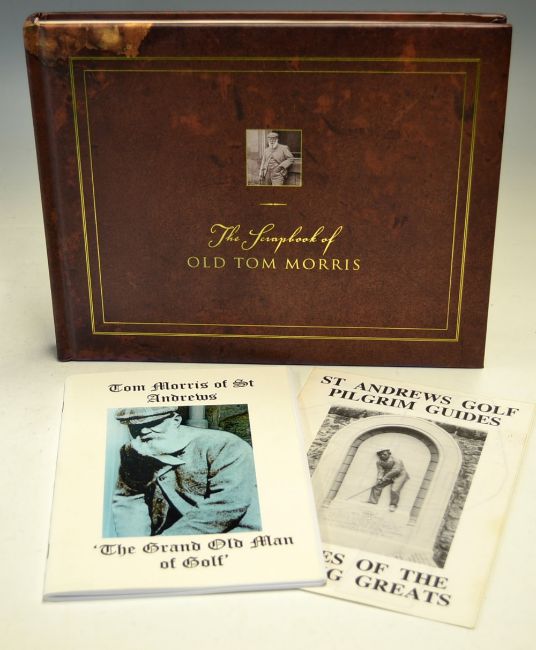 The Scrapbook of
OLD TOM MORRIS
Tom Morris of St
Andrews
'The Grand Old Man
of Golf'
ST ANDREWS GOLF
PILGRIM GUIDES
OF THE
GREATS